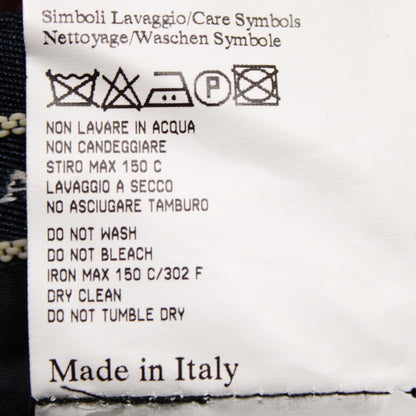 Simboli Lavaggio/Care Symbols
Nettoyage/Waschen Symbole
P
NON LAVARE IN ACQUA
NON CANDEGGIARE
STIRO MAX 150 C
LAVAGGIO A SECCO
NO ASCIUGARE TAMBURO
DO NOT WASH
DO NOT BLEACH
IRON MAX 150 C/302 F
DRY CLEAN
DO NOT TUMBLE DRY
Made in Italy